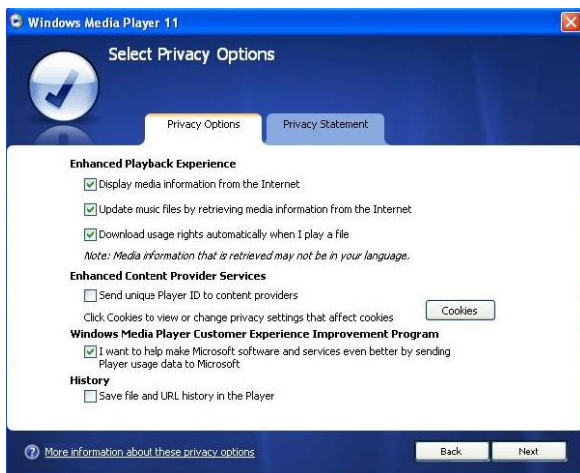 Windows Media Player 11
Select Privacy Options
Privacy Options
Privacy Statement
Enhanced Playback Experience
Display media information from the Internet
Update music files by retrieving media information from the Internet
Download usage rights automatically when I play a file
Note: Media information that is retrieved may not be in your language.
Enhanced Content Provider Services
Send unique Player ID to content providers
Click Cookies to view or change privacy settings that affect cookies
Cookies
Windows Media Player Customer Experience Improvement Program
I want to help make Microsoft software and services even better by sending
Player usage data to Microsoft
History
Save file and URL history in the Player
More information about these privacy options
Back
Next